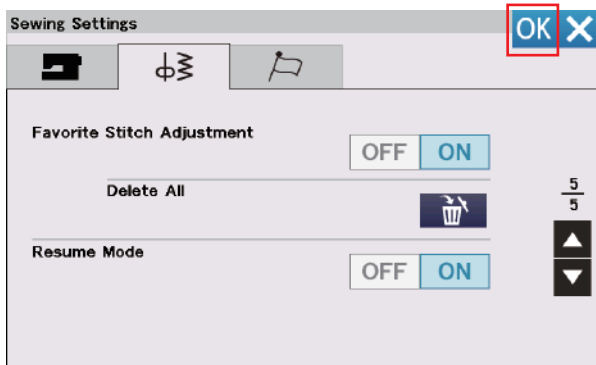 Sewing Settings
OK
Favorite Stitch Adjustment
OFF ON
Delete All
5
5
Resume Mode
OFF ON